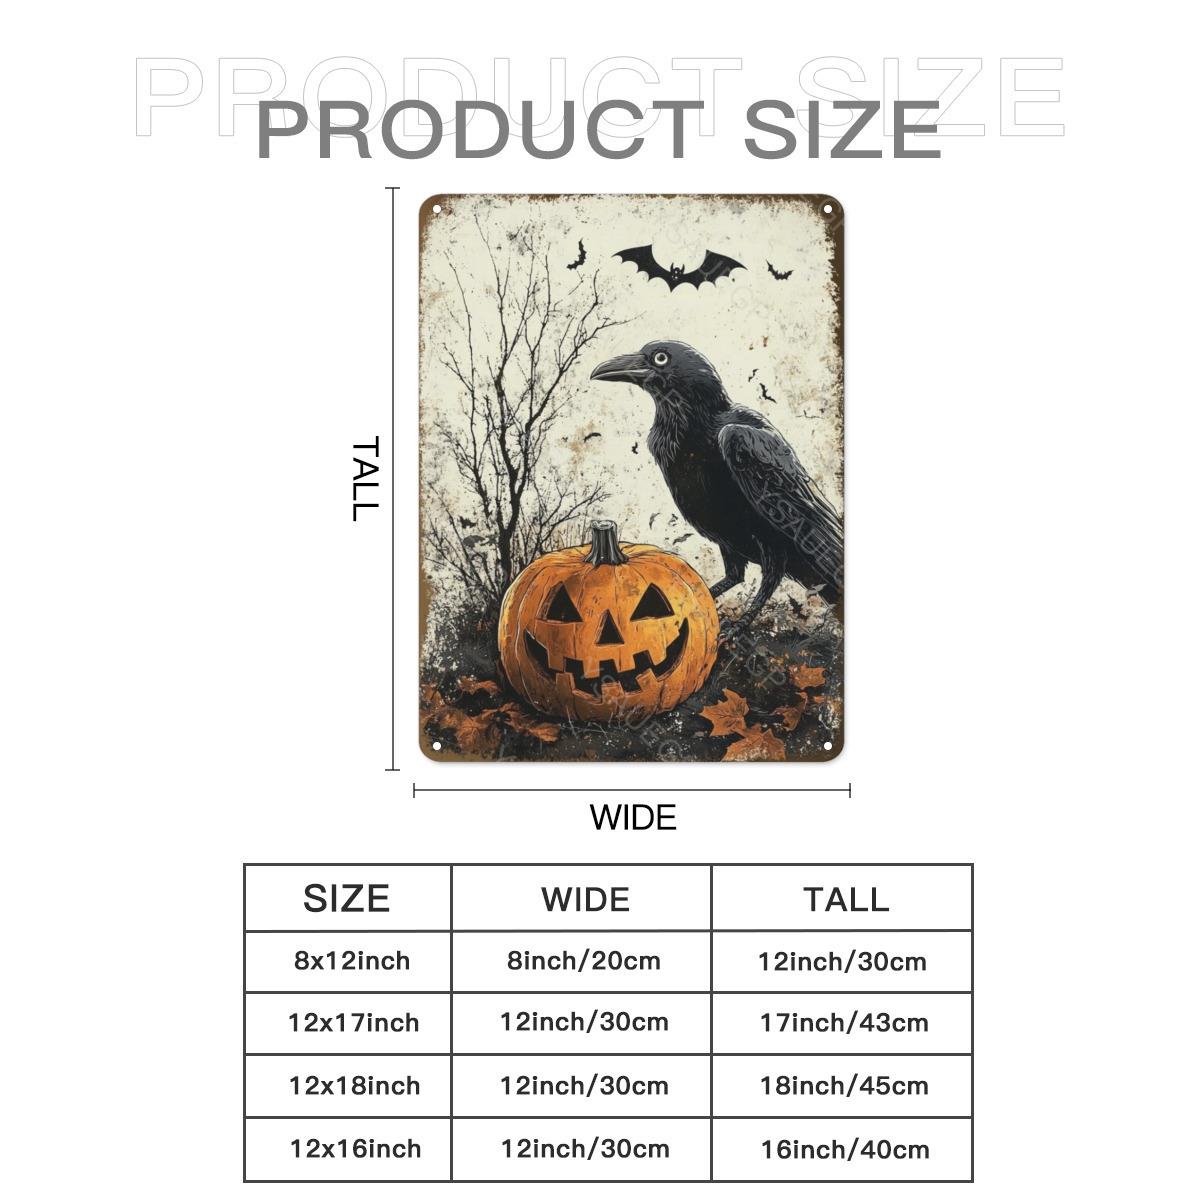 PRODUCT SIZE
PRODUCT SIZE
TALL
WIDE
SIZE WIDE TALL
8x12inch 8inch/20cm 12inch/30cm
12x17inch 12inch/30cm 17inch/43cm
12x18inch 12inch/30cm 18inch/45cm
12x16inch 12inch/30cm 16inch/40cm